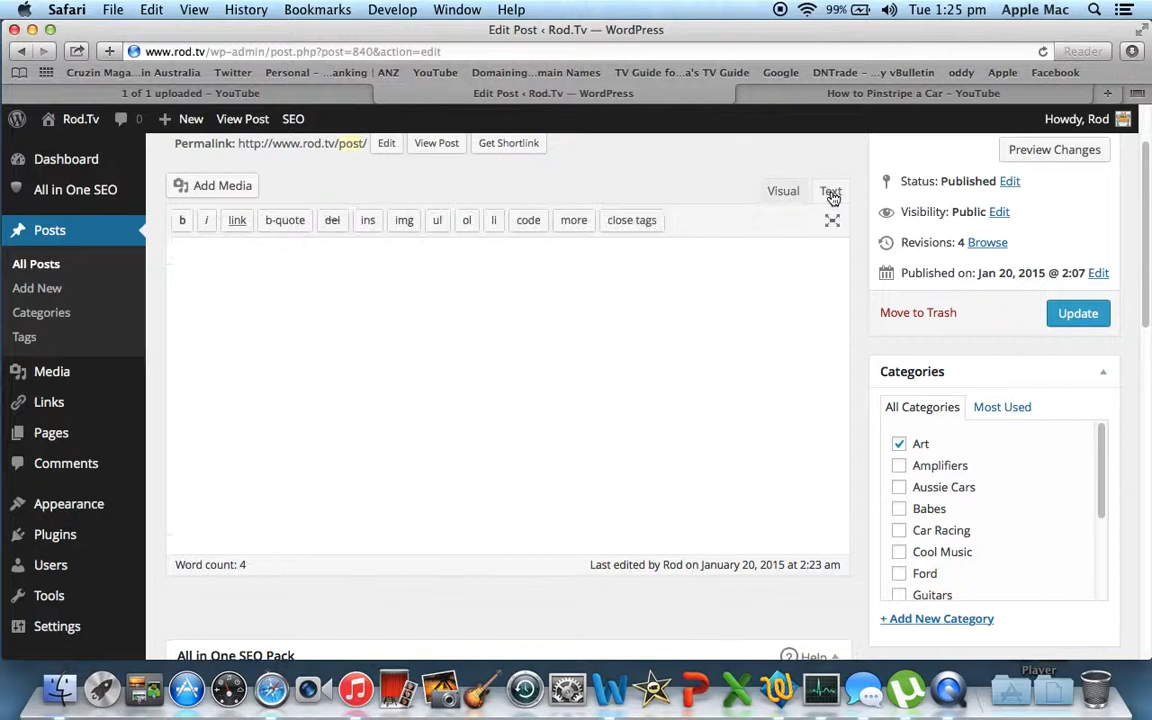 Safari File Edit View History Bookmarks Develop Window Help 99% Tue 1:25 pm Apple Mac
Edit Post ‹ Rod.Tv — WordPress
www.rod.tv/wp-admin/post.php?post=840&action=edit Reader
Cruzin Maga...in Australia Twitter Personal – ...anking | ANZ YouTube Domaining...main Names TV Guide fo...a's TV Guide Google DNTrade – ...y vBulletin oddy Apple Facebook
1 of 1 uploaded – YouTube Edit Post ‹ Rod.Tv — WordPress How to Pinstripe a Car – YouTube
Rod.Tv 0 + New View Post SEO Howdy, Rod
Permalink: http://www.rod.tv/post/ Edit View Post Get Shortlink Preview Changes
Dashboard
All in One SEO
Posts
All Posts
Add New
Categories
Tags
Media
Links
Pages
Comments
Appearance
Plugins
Users
Tools
Settings
Add Media Visual Text
b i link b-quote del ins img ul ol li code more close tags
Word count: 4 Last edited by Rod on January 20, 2015 at 2:23 am
All in One SEO Pack Help
Status: Published Edit
Visibility: Public Edit
Revisions: 4 Browse
Published on: Jan 20, 2015 @ 2:07 Edit
Move to Trash Update
Categories
All Categories Most Used
Art
Amplifiers
Aussie Cars
Babes
Car Racing
Cool Music
Ford
Guitars
+ Add New Category
Player